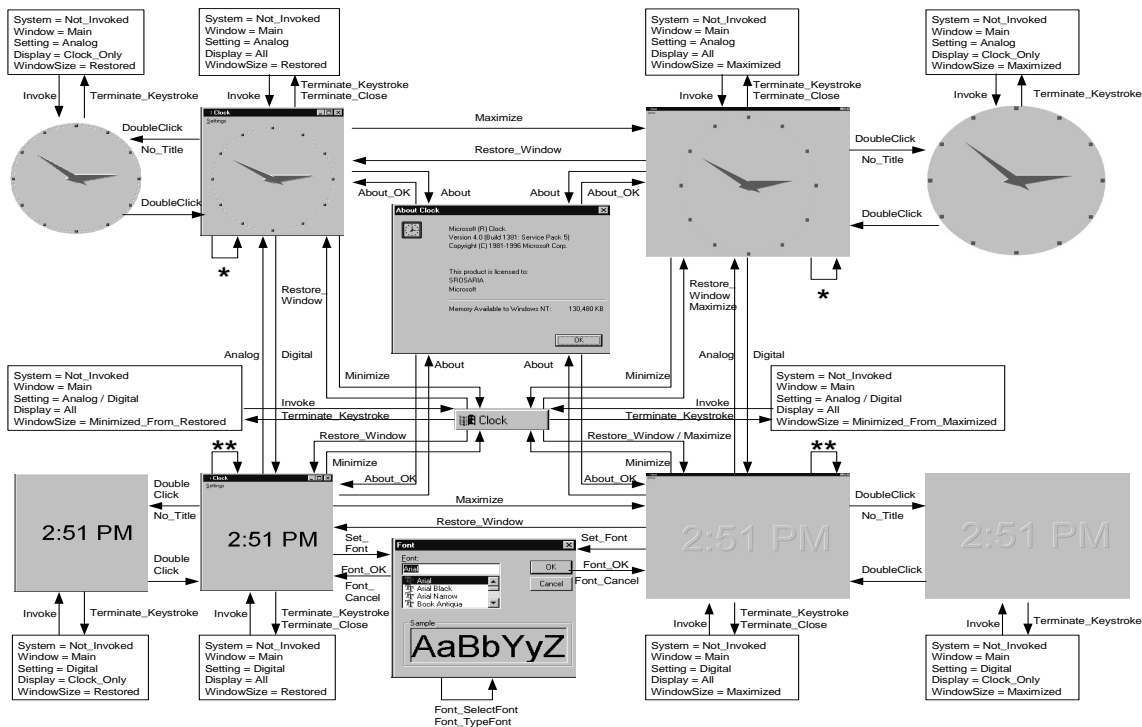 System = Not_Invoked
Window = Main
Setting = Analog
Display = Clock_Only
WindowSize = Restored
System = Not_Invoked
Window = Main
Setting = Analog
Display = All
WindowSize = Restored
System = Not_Invoked
Window = Main
Setting = Analog
Display = All
WindowSize = Maximized
System = Not_Invoked
Window = Main
Setting = Analog
Display = Clock_Only
WindowSize = Maximized
Invoke
Terminate_Keystroke
Invoke
Terminate_Keystroke
Terminate_Close
Invoke
Terminate_Keystroke
Terminate_Close
Invoke
Terminate_Keystroke
Clock
Settings
DoubleClick
No_Title
DoubleClick
Maximize
Restore_Window
About_OK
About
About
About_OK
DoubleClick
No_Title
DoubleClick
About Clock
Microsoft (R) Clock
Version 4.0 (Build 1381: Service Pack 5)
Copyright (C) 1981-1996 Microsoft Corp.
This product is licensed to:
SROSARIA
Microsoft
Memory Available to Windows NT: 130,480 KB
OK
*
*
Restore_
Window
Restore_
Window
Maximize
Analog
Digital
About
About
Analog
Digital
Minimize
Minimize
System = Not_Invoked
Window = Main
Setting = Analog / Digital
Display = All
WindowSize = Minimized_From_Restored
System = Not_Invoked
Window = Main
Setting = Analog / Digital
Display = All
WindowSize = Minimized_From_Maximized
Invoke
Terminate_Keystroke
Clock
Invoke
Terminate_Keystroke
**
Restore_Window
Restore_Window / Maximize
**
Minimize
Minimize
About_OK
About_OK
Clock
Settings
Double
Click
No_Title
Double
Click
2:51 PM
2:51 PM
Maximize
Restore_Window
2:51 PM
2:51 PM
DoubleClick
No_Title
DoubleClick
Set_
Font
Font_OK
Font_
Cancel
Set_Font
Font_OK
Font_Cancel
Font
Font:
Arial
Arial
Arial Black
Arial Narrow
Book Antiqua
OK
Cancel
Sample
AaBbYyZ
Font_SelectFont
Font_TypeFont
Invoke
Terminate_Keystroke
Invoke
Terminate_Keystroke
Terminate_Close
Invoke
Terminate_Keystroke
Terminate_Close
Invoke
Terminate_Keystroke
System = Not_Invoked
Window = Main
Setting = Digital
Display = Clock_Only
WindowSize = Restored
System = Not_Invoked
Window = Main
Setting = Digital
Display = All
WindowSize = Restored
System = Not_Invoked
Window = Main
Setting = Digital
Display = All
WindowSize = Maximized
System = Not_Invoked
Window = Main
Setting = Digital
Display = Clock_Only
WindowSize = Maximized